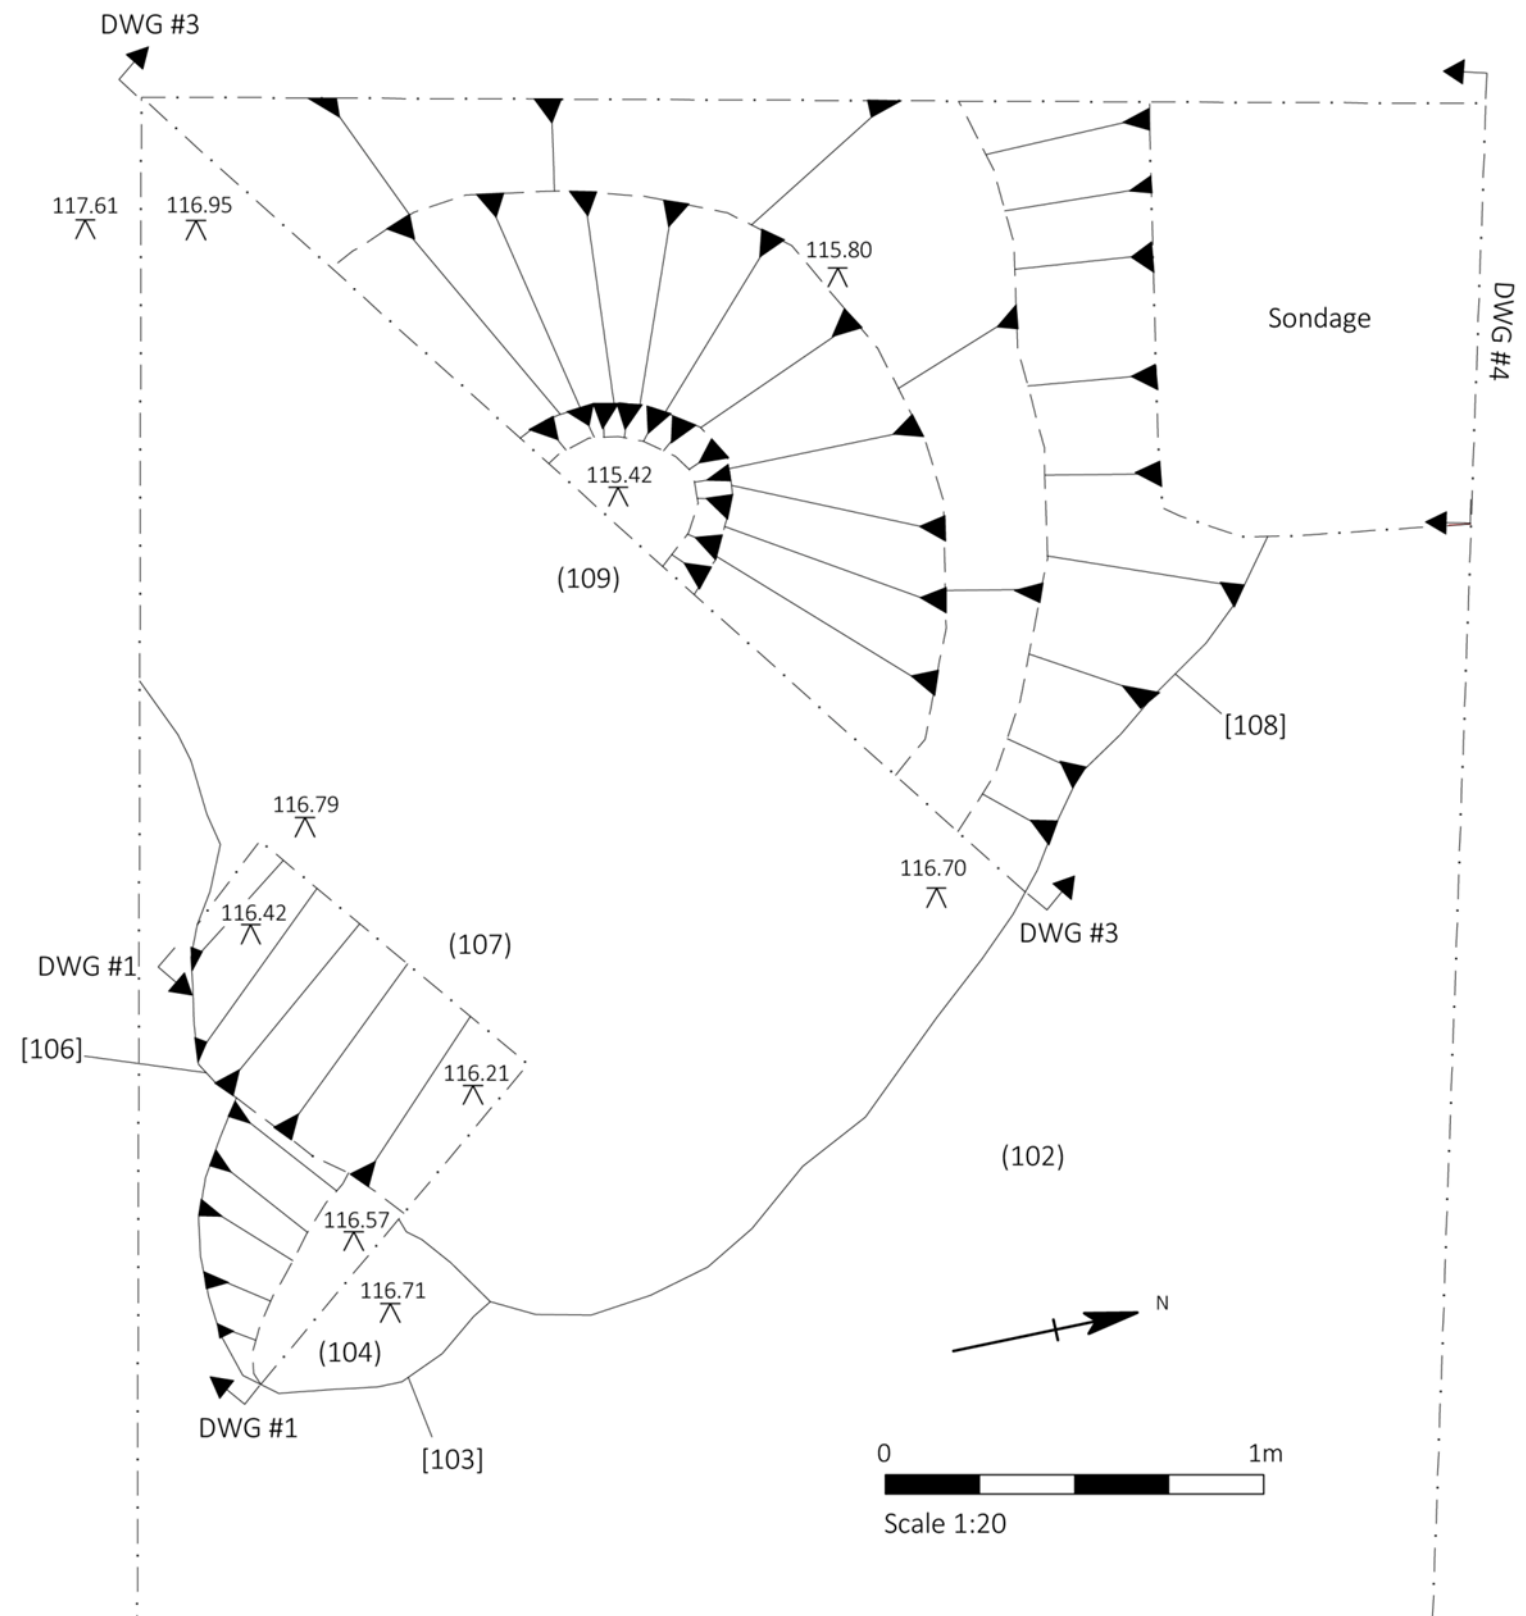 DWG #3
117.61
116.95
115.80
Sondage
DWG #4
115.42
(109)
[108]
116.79
116.70
116.42
DWG #3
(107)
DWG #1
[106]
116.21
(102)
116.57
116.71
N
(104)
DWG #1
[103]
0 1m
Scale 1:20